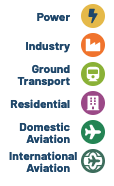 Power
Industry
Ground
Transport
Residential
Domestic
Aviation
International
Aviation